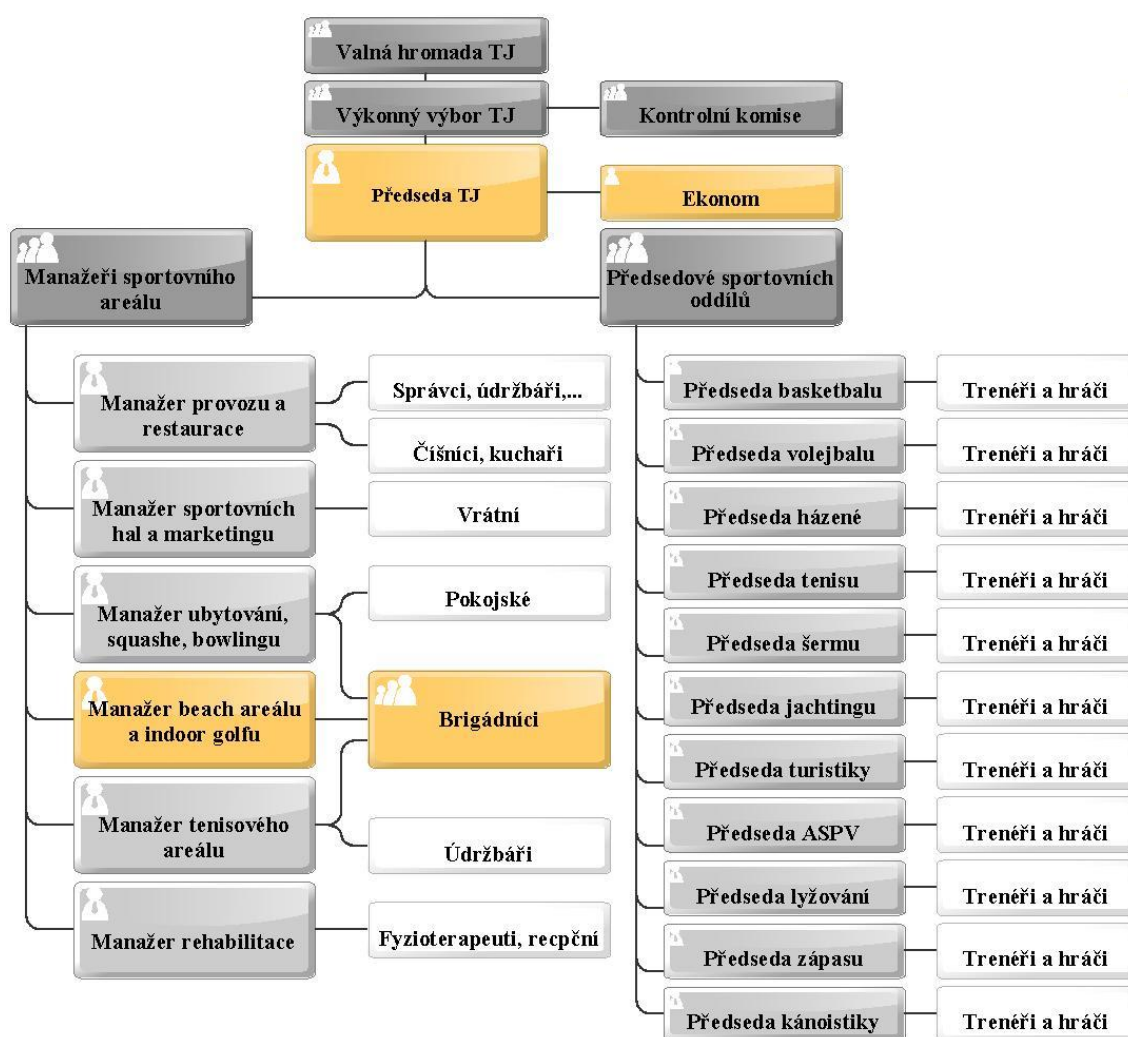 Valná hromada TJ
Výkonný výbor TJ
Kontrolní komise
Předseda TJ
Ekonom
Manažeři sportovního
areálu
Předsedové sportovních
oddílů
Manažer provozu a
restaurace
Správci, údržbáři,...
Číšníci, kuchaři
Manažer sportovních
hal a marketingu
Vrátní
Manažer ubytování,
squashe, bowlingu
Pokojské
Manažer beach areálu
a indoor golfu
Brigádníci
Manažer tenisového
areálu
Údržbáři
Manažer rehabilitace
Fyzioterapeuti, recpční
Předseda basketbalu
Trenéři a hráči
Předseda volejbalu
Trenéři a hráči
Předseda házené
Trenéři a hráči
Předseda tenisu
Trenéři a hráči
Předseda šermu
Trenéři a hráči
Předseda jachtingu
Trenéři a hráči
Předseda turistiky
Trenéři a hráči
Předseda ASPV
Trenéři a hráči
Předseda lyžování
Trenéři a hráči
Předseda zápasu
Trenéři a hráči
Předseda kánoistiky
Trenéři a hráči